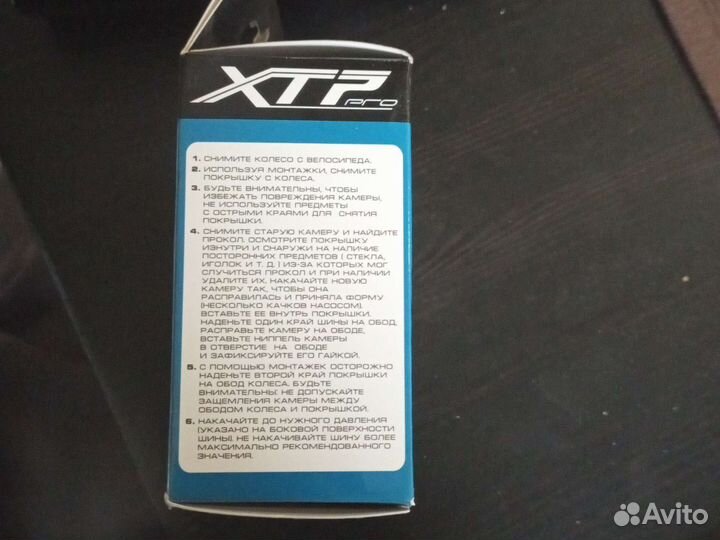 XTP
PRO
1. СНИМИТЕ КОЛЕСО С ВЕЛОСИПЕДА.
2. ИСПОЛЬЗУЯ МОНТАЖКИ, СНИМИТЕ
ПОКРЫШКУ С КОЛЕСА.
3. БУДЬТЕ ВНИМАТЕЛЬНЫ, ЧТОБЫ
ИЗБЕЖАТЬ ПОВРЕЖДЕНИЯ КАМЕРЫ,
НЕ ИСПОЛЬЗУЙТЕ ПРЕДМЕТЫ
С ОСТРЫМИ КРАЯМИ ДЛЯ СНЯТИЯ
ПОКРЫШКИ.
4. СНИМИТЕ СТАРУЮ КАМЕРУ И НАЙДИТЕ
ПРОКОЛ. ОСМОТРИТЕ ПОКРЫШКУ
ИЗНУТРИ И СНАРУЖИ НА НАЛИЧИЕ
ПОСТОРОННИХ ПРЕДМЕТОВ ( СТЕКЛА,
ИГОЛОК И Т. Д. ) ИЗ-ЗА КОТОРЫХ МОГ
СЛУЧИТЬСЯ ПРОКОЛ И ПРИ НАЛИЧИИ
УДАЛИТЕ ИХ. НАКАЧАЙТЕ НОВУЮ
КАМЕРУ ТАК, ЧТОБЫ ОНА
РАСПРАВИЛАСЬ И ПРИНЯЛА ФОРМУ
(НЕСКОЛЬКО КАЧКОВ НАСОСОМ).
ВСТАВЬТЕ ЕЕ ВНУТРЬ ПОКРЫШКИ.
НАДЕНЬТЕ ОДИН КРАЙ ШИНЫ НА ОБОД,
РАСПРАВЬТЕ КАМЕРУ НА ОБОДЕ,
ВСТАВЬТЕ НИППЕЛЬ КАМЕРЫ
В ОТВЕРСТИЕ НА ОБОДЕ
И ЗАФИКСИРУЙТЕ ЕГО ГАЙКОЙ.
5. С ПОМОЩЬЮ МОНТАЖЕК ОСТОРОЖНО
НАДЕНЬТЕ ВТОРОЙ КРАЙ ПОКРЫШКИ
НА ОБОД КОЛЕСА. БУДЬТЕ
ВНИМАТЕЛЬНЫ: НЕ ДОПУСКАЙТЕ
ЗАЩЕМЛЕНИЯ КАМЕРЫ МЕЖДУ
ОБОДОМ КОЛЕСА И ПОКРЫШКОЙ.
6. НАКАЧАЙТЕ ДО НУЖНОГО ДАВЛЕНИЯ
(УКАЗАНО НА БОКОВОЙ ПОВЕРХНОСТИ
ШИНЫ). НЕ НАКАЧИВАЙТЕ ШИНУ БОЛЕЕ
МАКСИМАЛЬНО РЕКОМЕНДОВАННОГО
ЗНАЧЕНИЯ.
Avito